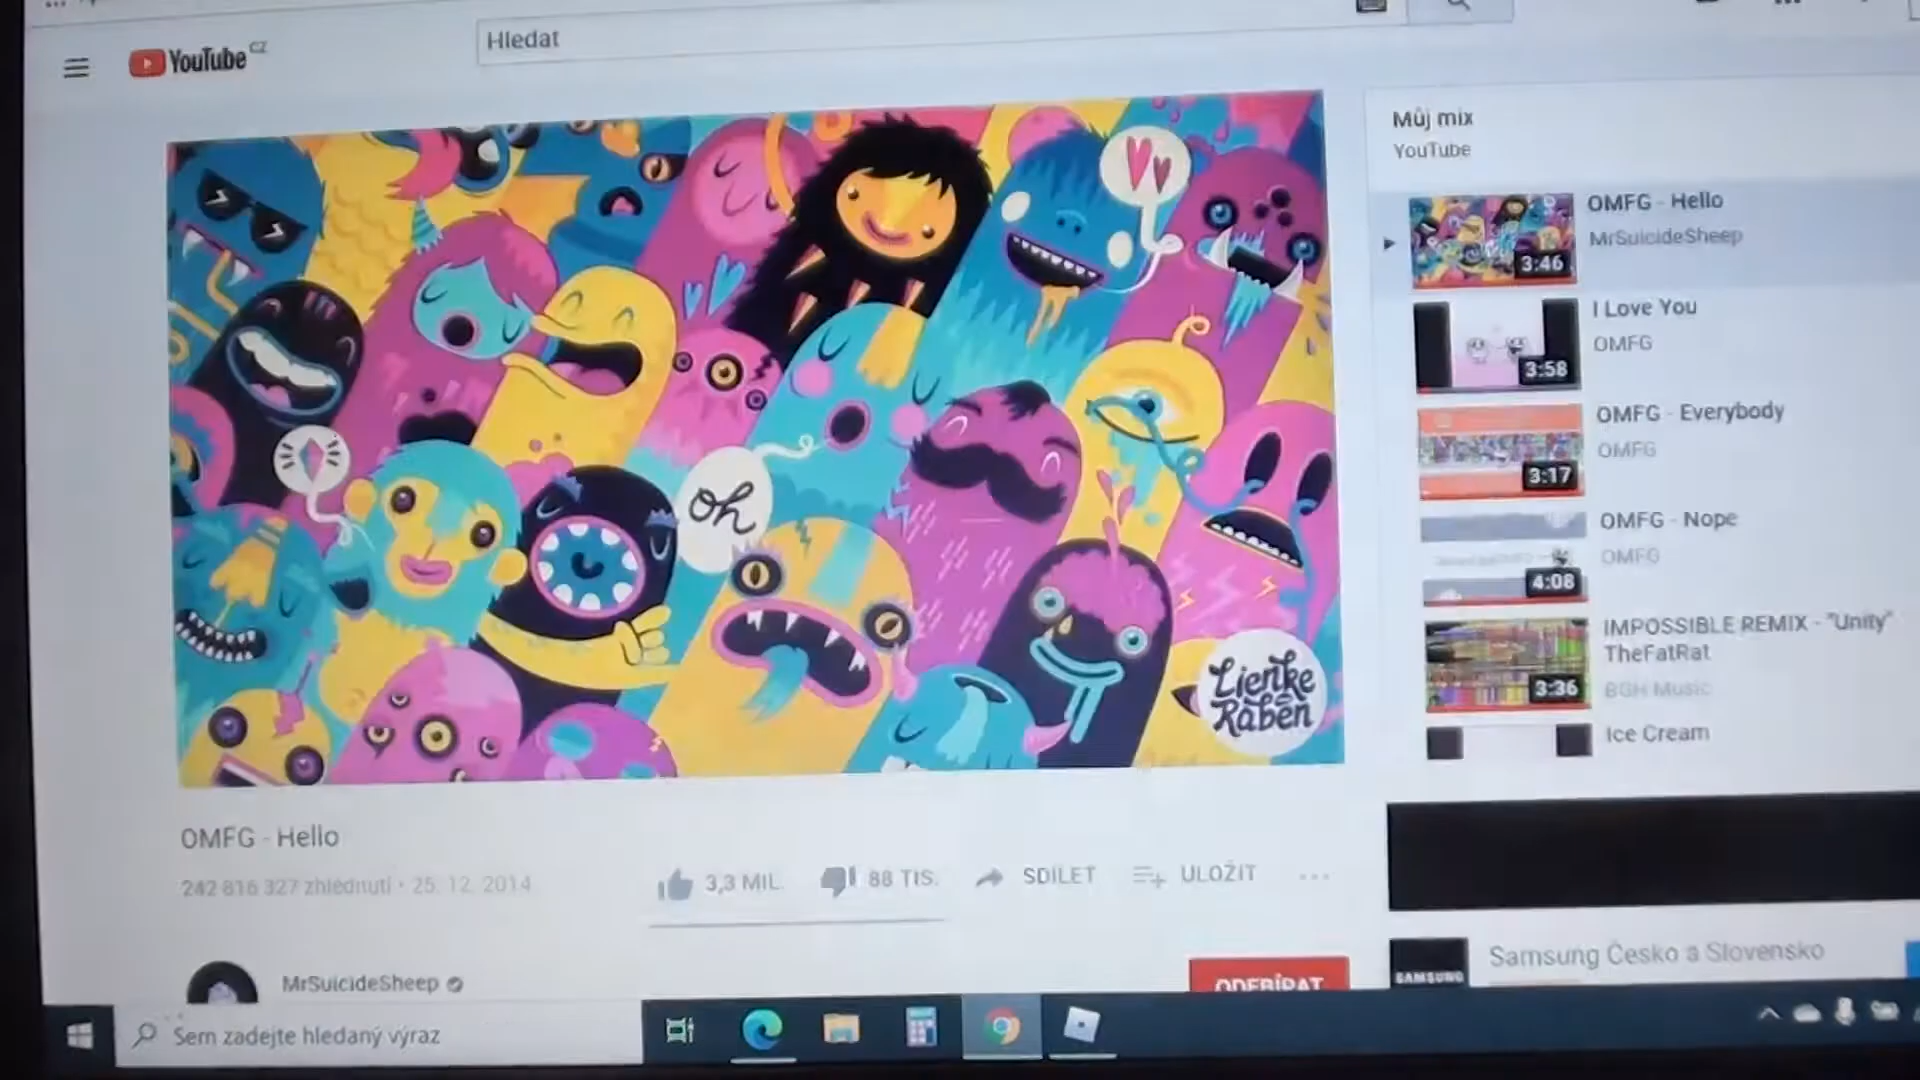 YouTube CZ
Hledat
oh
Lienke
Raben
OMFG - Hello
242 816 327 zhlédnutí • 25. 12. 2014
3,3 MIL.
88 TIS.
SDÍLET
ULOŽIT
MrSuicideSheep
ODEBÍRAT
Můj mix
YouTube
OMFG - Hello
MrSuicideSheep
3:46
I Love You
OMFG
3:58
OMFG - Everybody
OMFG
3:17
OMFG - Nope
OMFG
4:08
IMPOSSIBLE REMIX - "Unity"
TheFatRat
BGH Music
3:36
Ice Cream
SAMSUNG
Samsung Česko a Slovensko
Sem zadejte hledaný výraz